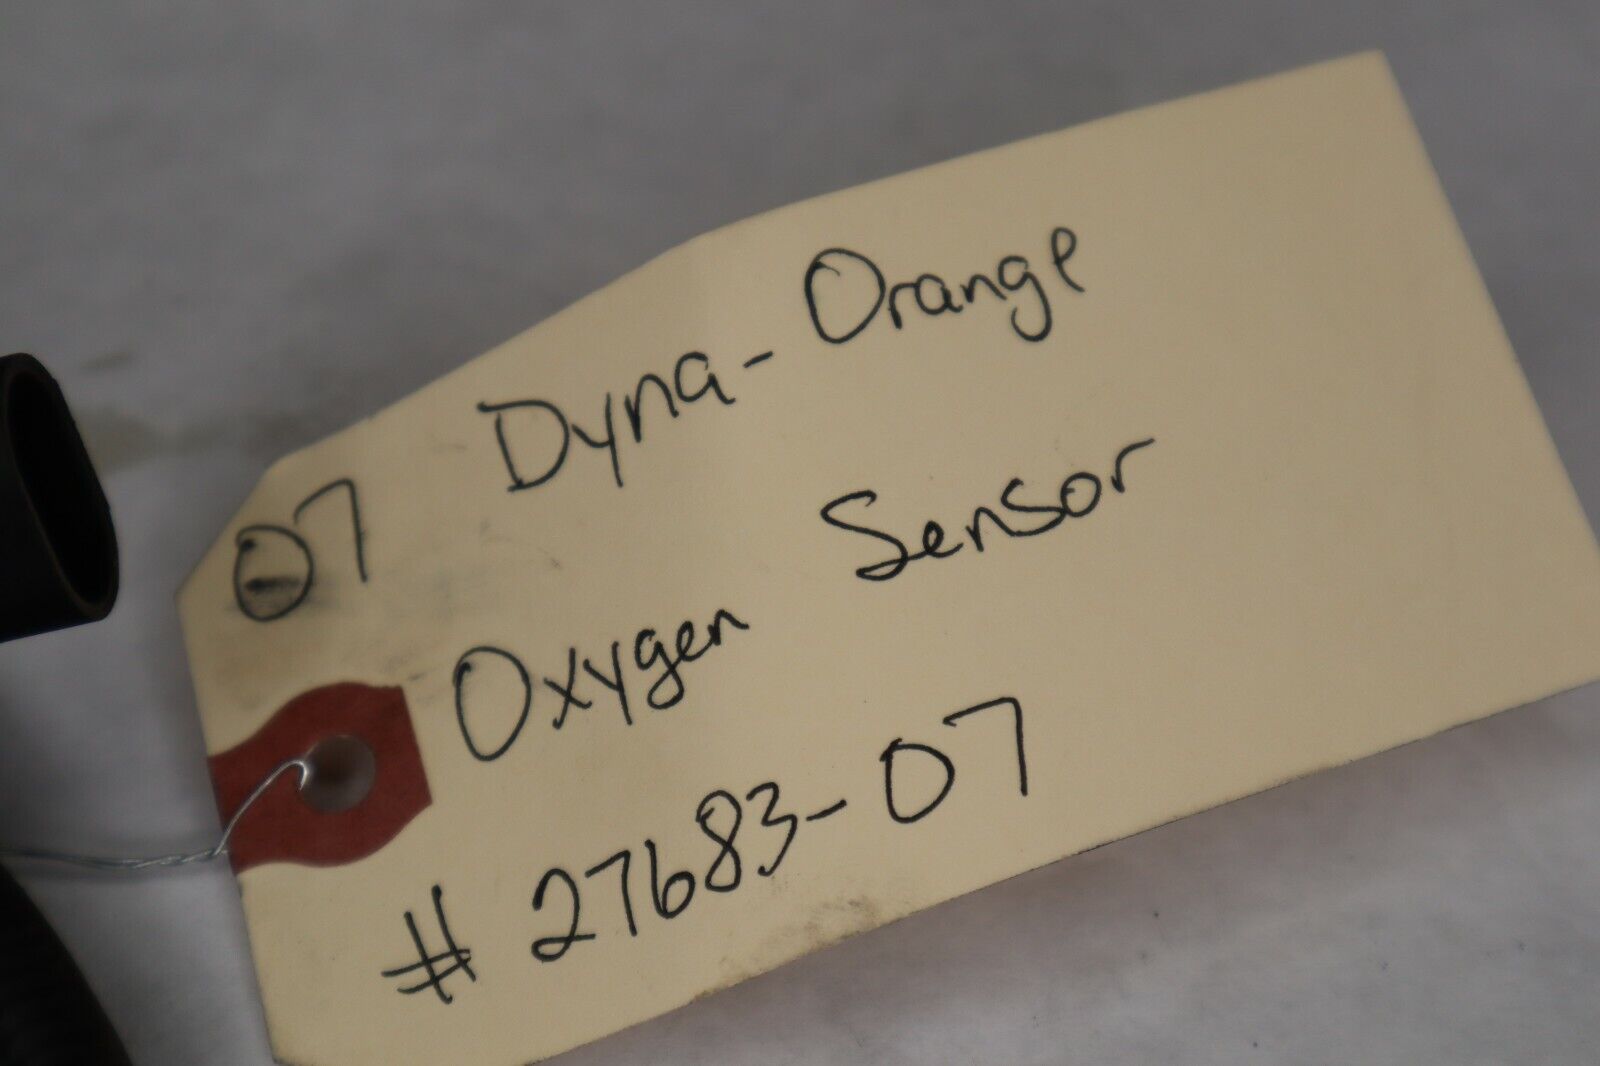 07 Dyna-Orange
Oxygen Sensor
# 27683-07